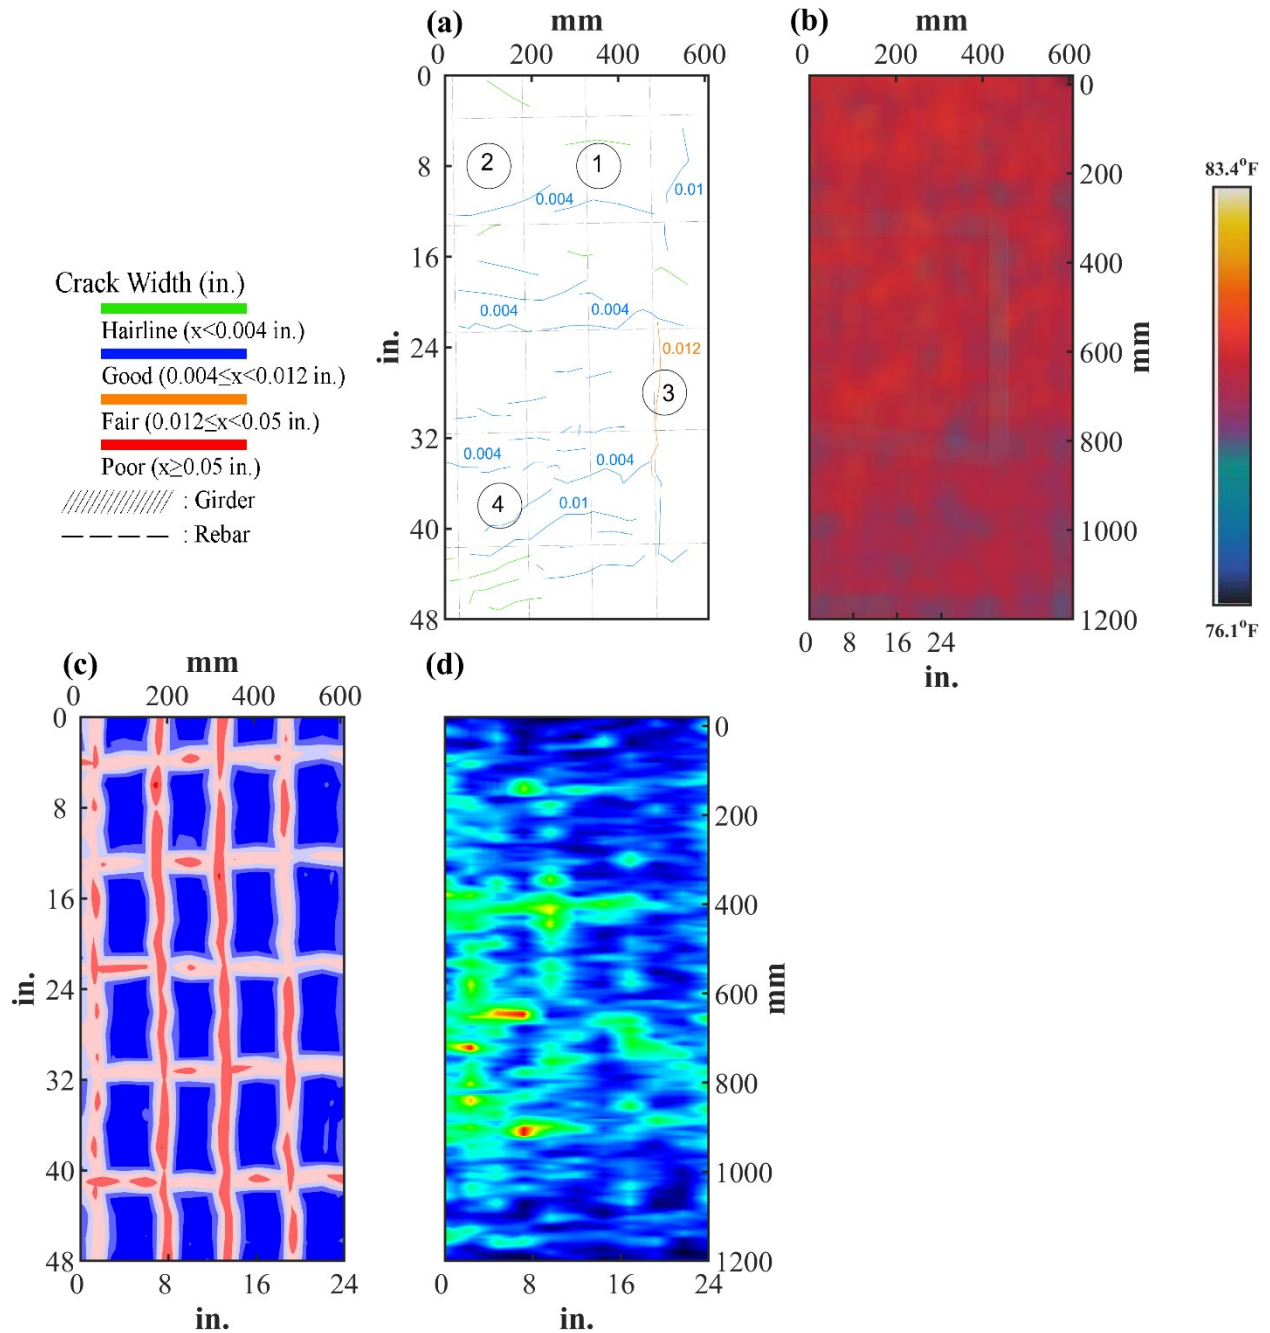 (a) mm
0 200 400 600
0
8
16
24
32
40
48
in.
2
1
0.004
0.01
0.004
0.004
0.012
3
0.004
0.004
4
0.01
(b) mm
0 200 400 600
0
200
400
600
800
1000
1200
mm
0 8 16 24
in.
83.4°F
76.1°F
Crack Width (in.)
Hairline (x<0.004 in.)
Good (0.004≤x<0.012 in.)
Fair (0.012≤x<0.05 in.)
Poor (x≥0.05 in.)
: Girder
: Rebar
(c) mm
0 200 400 600
0
8
16
24
32
40
48
in.
0 8 16 24
in.
(d)
0
200
400
600
800
1000
1200
mm
0 8 16 24
in.